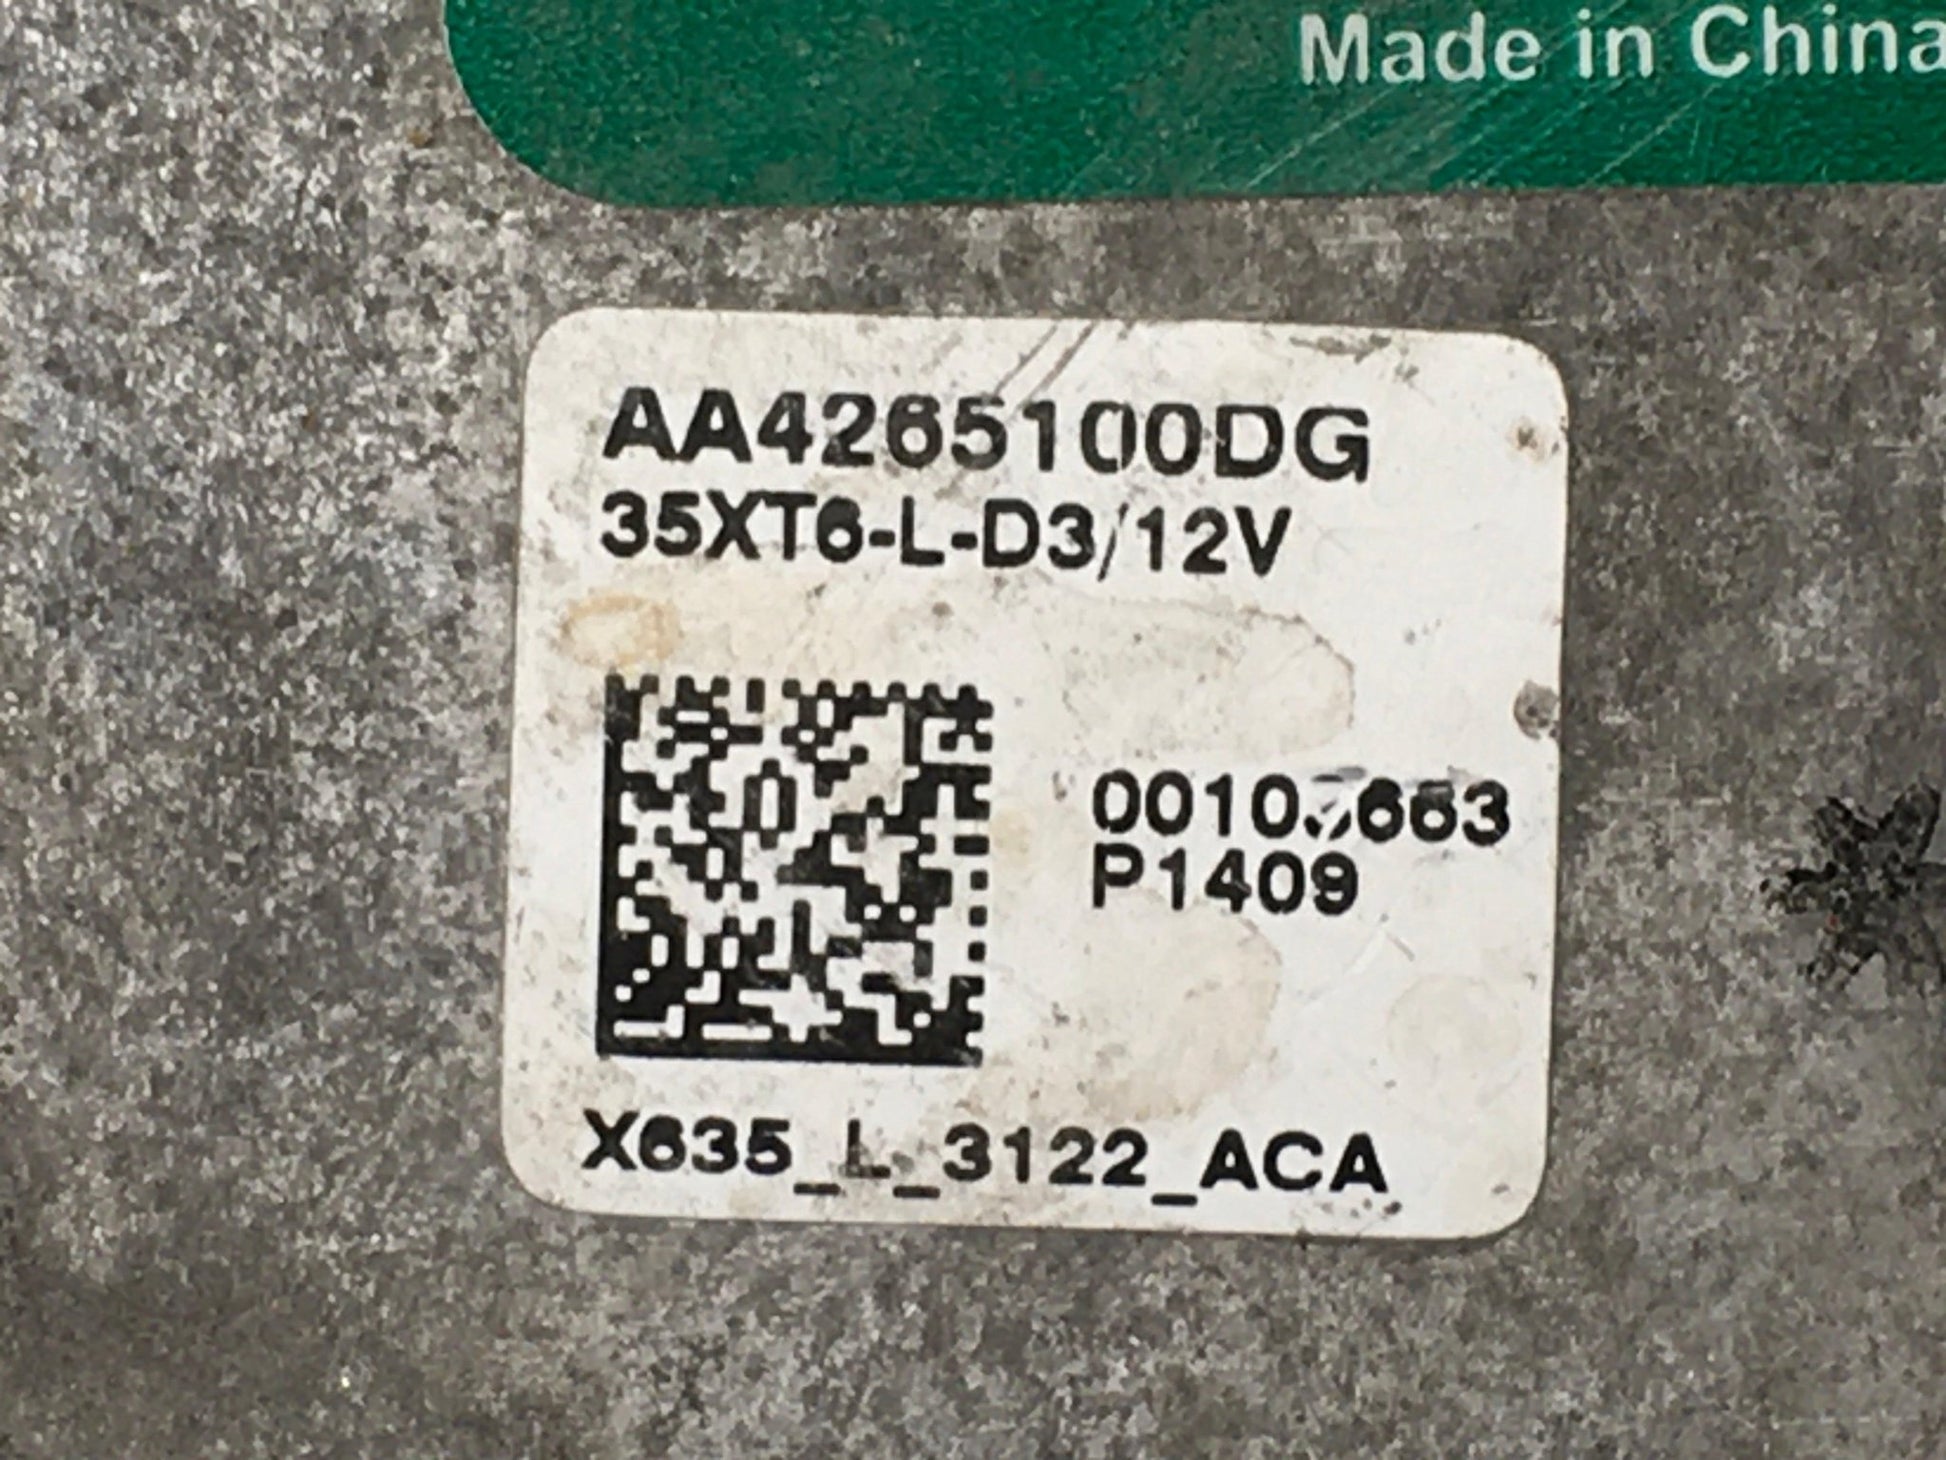 Made in China
AA4265100DG
35XT6-L-D3/12V
P1409
X635_L_3122_ACA